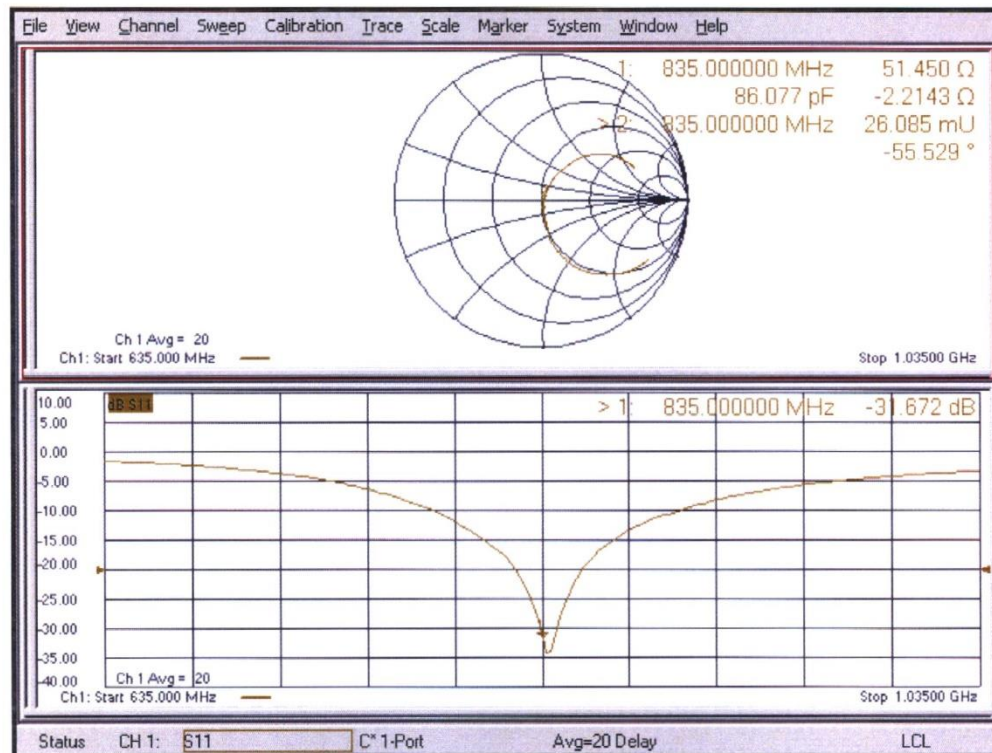 File View Channel Sweep Calibration Trace Scale Marker System Window Help
1: 835.000000 MHz 51.450 Ω
86.077 pF -2.2143 Ω
> 2: 835.000000 MHz 26.085 mU
-55.529 °
Ch 1 Avg = 20
Ch1: Start 635.000 MHz
Stop 1.03500 GHz
10.00
dB S11
> 1: 835.000000 MHz -31.672 dB
5.00
0.00
-5.00
-10.00
-15.00
-20.00
-25.00
-30.00
-35.00
-40.00
Ch 1 Avg = 20
Ch1: Start 635.000 MHz
Stop 1.03500 GHz
Status CH 1: S11 C* 1-Port Avg=20 Delay LCL